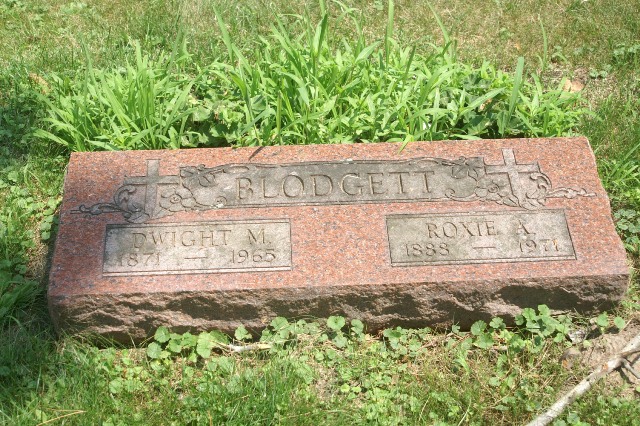 BLODGETT
DWIGHT M.
1871 — 1965
ROXIE A.
1888 — 1971